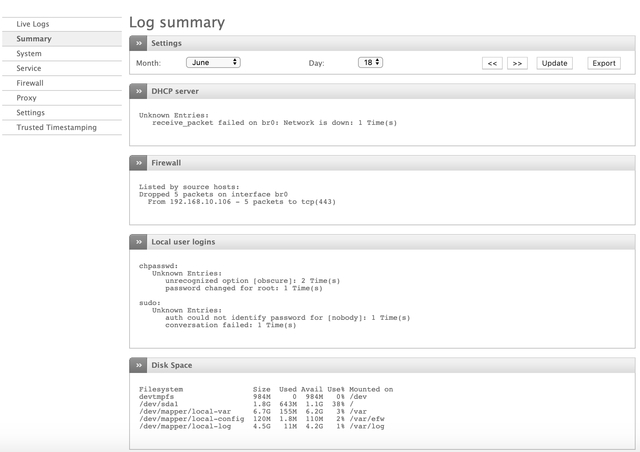 Live Logs
Summary
System
Service
Firewall
Proxy
Settings
Trusted Timestamping
Log summary
Settings
Month: June Day: 18 << >> Update Export
DHCP server
Unknown Entries:
receive_packet failed on br0: Network is down: 1 Time(s)
Firewall
Listed by source hosts:
Dropped 5 packets on interface br0
From 192.168.10.106 - 5 packets to tcp(443)
Local user logins
chpasswd:
Unknown Entries:
unrecognized option [obscure]: 2 Time(s)
password changed for root: 1 Time(s)
sudo:
Unknown Entries:
auth could not identify password for [nobody]: 1 Time(s)
conversation failed: 1 Time(s)
Disk Space
Filesystem Size Used Avail Use% Mounted on
devtmpfs 984M 0 984M 0% /dev
/dev/sda1 1.8G 643M 1.1G 38% /
/dev/mapper/local-var 6.7G 155M 6.2G 3% /var
/dev/mapper/local-config 120M 1.8M 110M 2% /var/efw
/dev/mapper/local-log 4.5G 11M 4.2G 1% /var/log